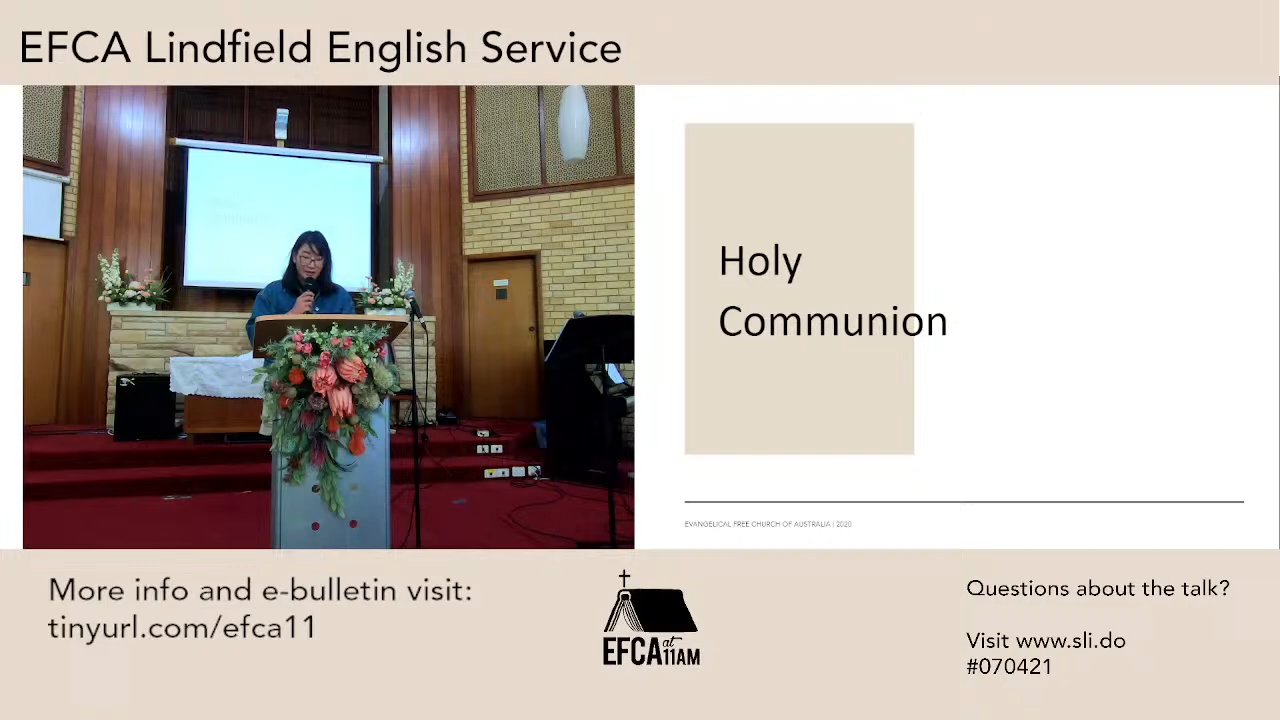 EFCA Lindfield English Service
Holy
Communion
EVANGELICAL FREE CHURCH OF AUSTRALIA | 2020
More info and e-bulletin visit:
tinyurl.com/efca11
EFCA at 11AM
Questions about the talk?
Visit www.sli.do
#070421